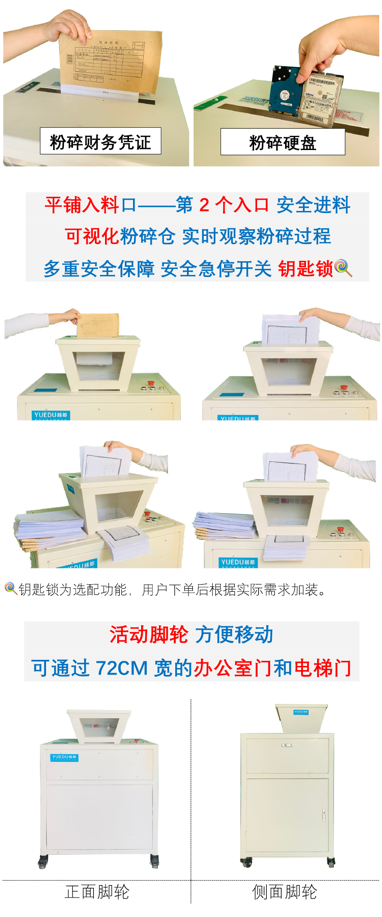 粉碎财务凭证
粉碎硬盘
平铺入料口——第 2 个入口 安全进料
可视化粉碎仓 实时观察粉碎过程
多重安全保障 安全急停开关 钥匙锁
YUEDU
YUEDU
YUEDU
钥匙锁为选配功能，用户下单后根据实际需求加装。
活动脚轮 方便移动
可通过 72CM 宽的办公室门和电梯门
YUEDU
正面脚轮
侧面脚轮